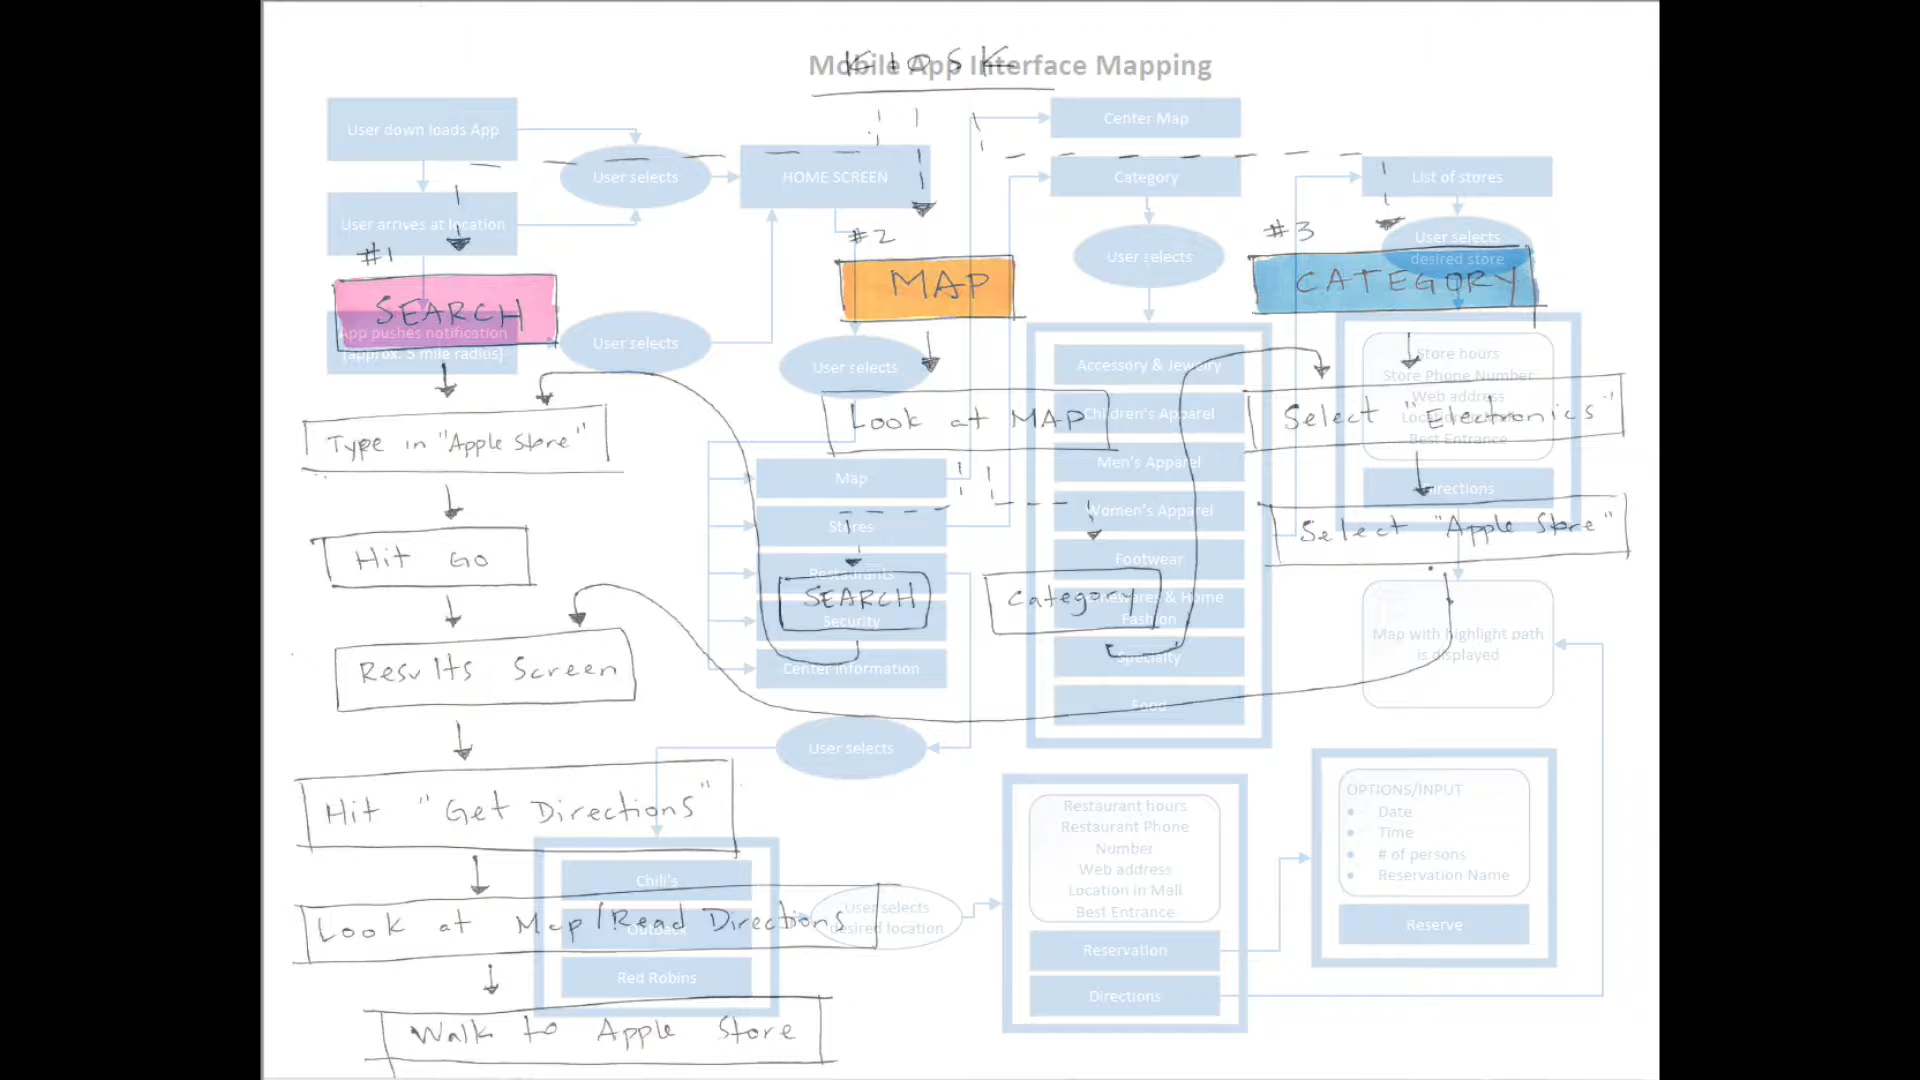 Mobile App Interface Mapping
KIOSK
User down loads App
Center Map
User selects
HOME SCREEN
Category
List of stores
User arrives at location
#1
#2
#3
User selects
User selects
desired store
SEARCH
MAP
CATEGORY
App pushes notification
(approx. 5 mile radius)
User selects
User selects
Accessory & Jewelry
Children's Apparel
Men's Apparel
Women's Apparel
Footwear
Homewares & Home
Fashion
Specialty
Food
Store hours
Store Phone Number
Web address
Best Entrance
Directions
Type in "Apple Store"
Look at MAP
Select "Electronics"
Select "Apple Store"
Map
Stores
Restaurants
Security
Center Information
Hit Go
SEARCH
Category
Map with highlight path
is displayed
Results Screen
User selects
Hit "Get Directions"
Chili's
Outback
Red Robins
Look at Map/Read Directions
User selects
desired location
Restaurant hours
Restaurant Phone
Number
Web address
Location in Mall
Best Entrance
Reservation
Directions
OPTIONS/INPUT
• Date
• Time
• # of persons
• Reservation Name
Reserve
Walk to Apple Store